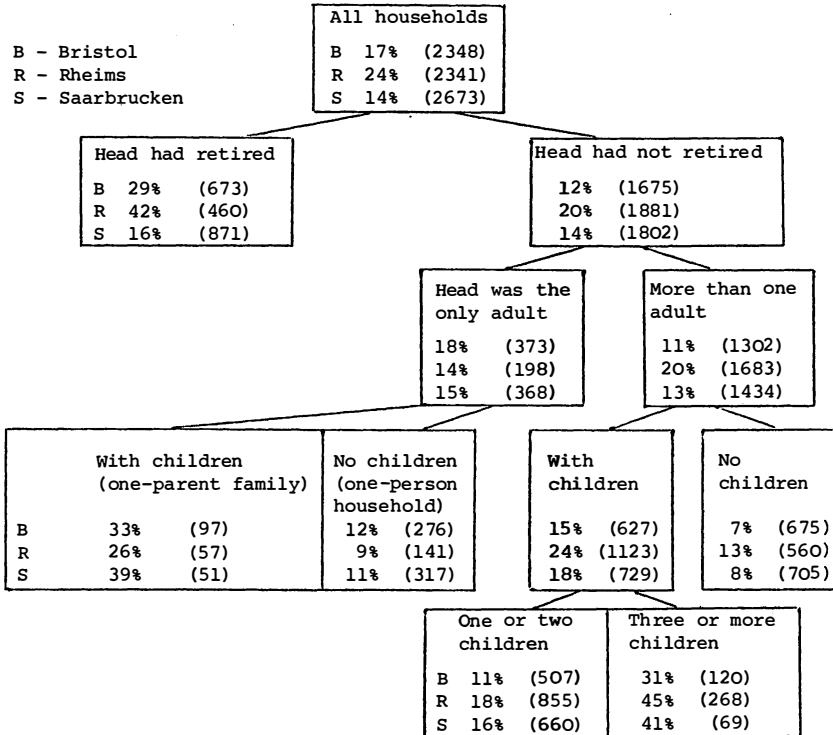 All households
B - Bristol
R - Rheims
S - Saarbrucken
B 17% (2348)
R 24% (2341)
S 14% (2673)
Head had retired
B 29% (673)
R 42% (460)
S 16% (871)
Head had not retired
12% (1675)
20% (1881)
14% (1802)
Head was the
only adult
18% (373)
14% (198)
15% (368)
More than one
adult
11% (1302)
20% (1683)
13% (1434)
With children
(one-parent family)
B 33% (97)
R 26% (57)
S 39% (51)
No children
(one-person
household)
12% (276)
9% (141)
11% (317)
With
children
15% (627)
24% (1123)
18% (729)
No
children
7% (675)
13% (560)
8% (705)
One or two
children
B 11% (507)
R 18% (855)
S 16% (660)
Three or more
children
31% (120)
45% (268)
41% (69)